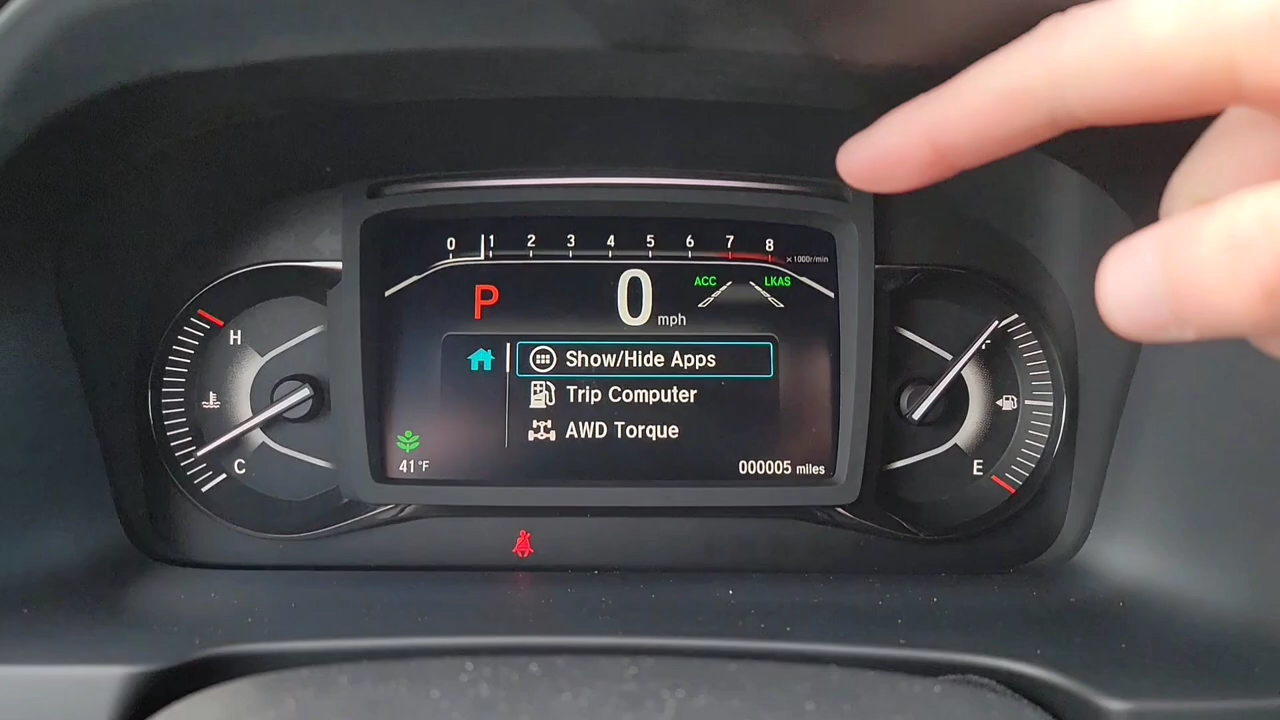 0 1 2 3 4 5 6 7 8
x1000r/min
P
0 mph
ACC
LKAS
H
C
Show/Hide Apps
Trip Computer
AWD Torque
41°F
000005 miles
E